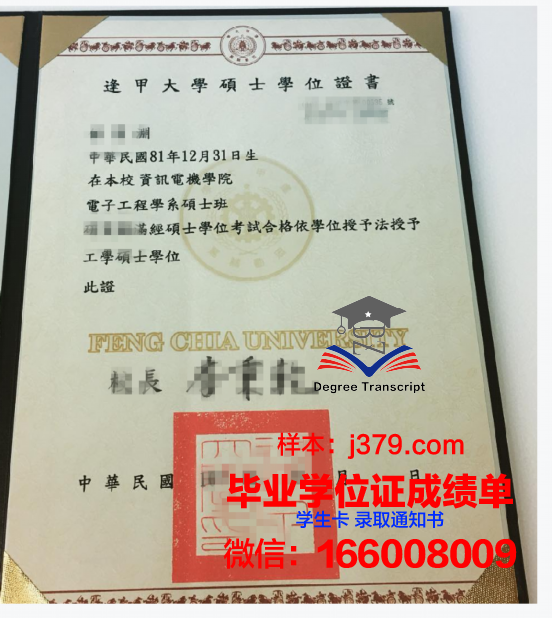 逢甲大學碩士學位證書
號
中華民國81年12月31日生
在本校 資訊電機學院
電子工程學系碩士班
經碩士學位考試合格依學位授予法授予
工學碩士學位
此證
FENG CHIA UNIVERSITY
校長
Degree Transcript
样本：j379.com
中華民國 月 日
毕业学位证成绩单
学生卡 录取通知书
微信：166008009